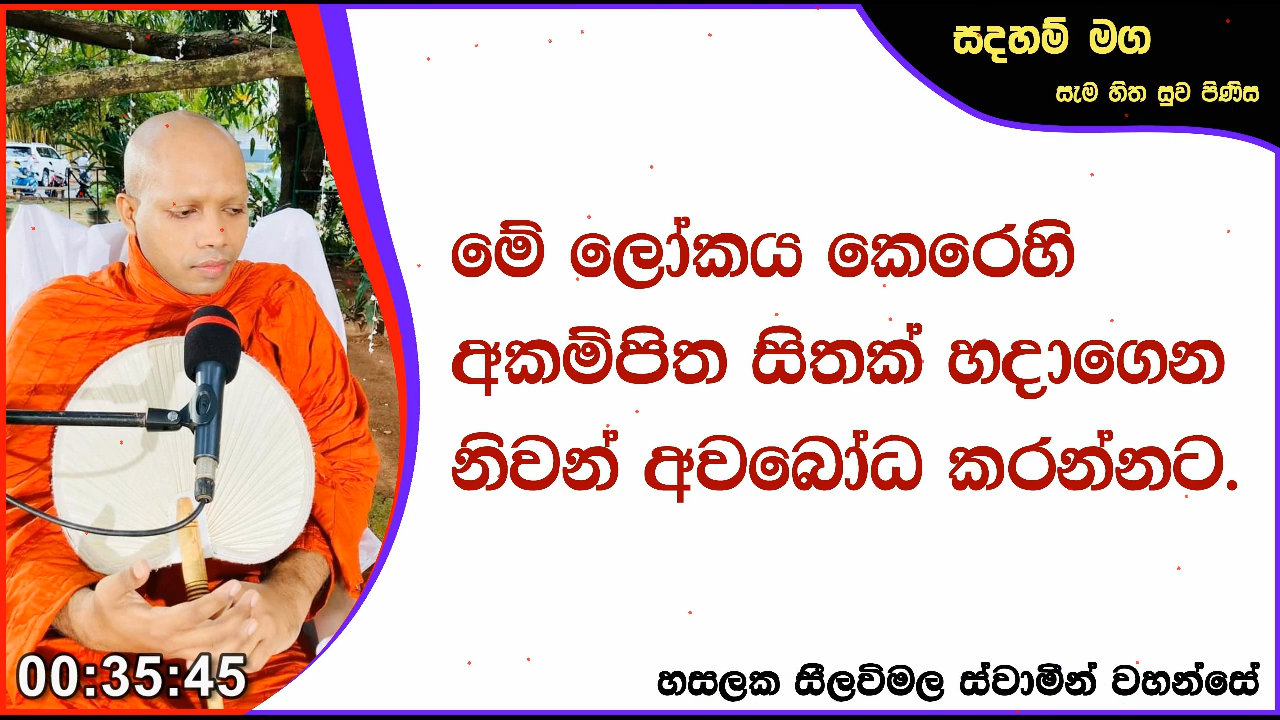 සදහම් මග
සැම හිත සුව පිණිස
මේ ලෝකය කෙරෙහි
අකම්පිත සිතක් හදාගෙන
නිවන් අවබෝධ කරන්නට.
00:35:45
හසලක සීලවිමල ස්වාමීන් වහන්සේ